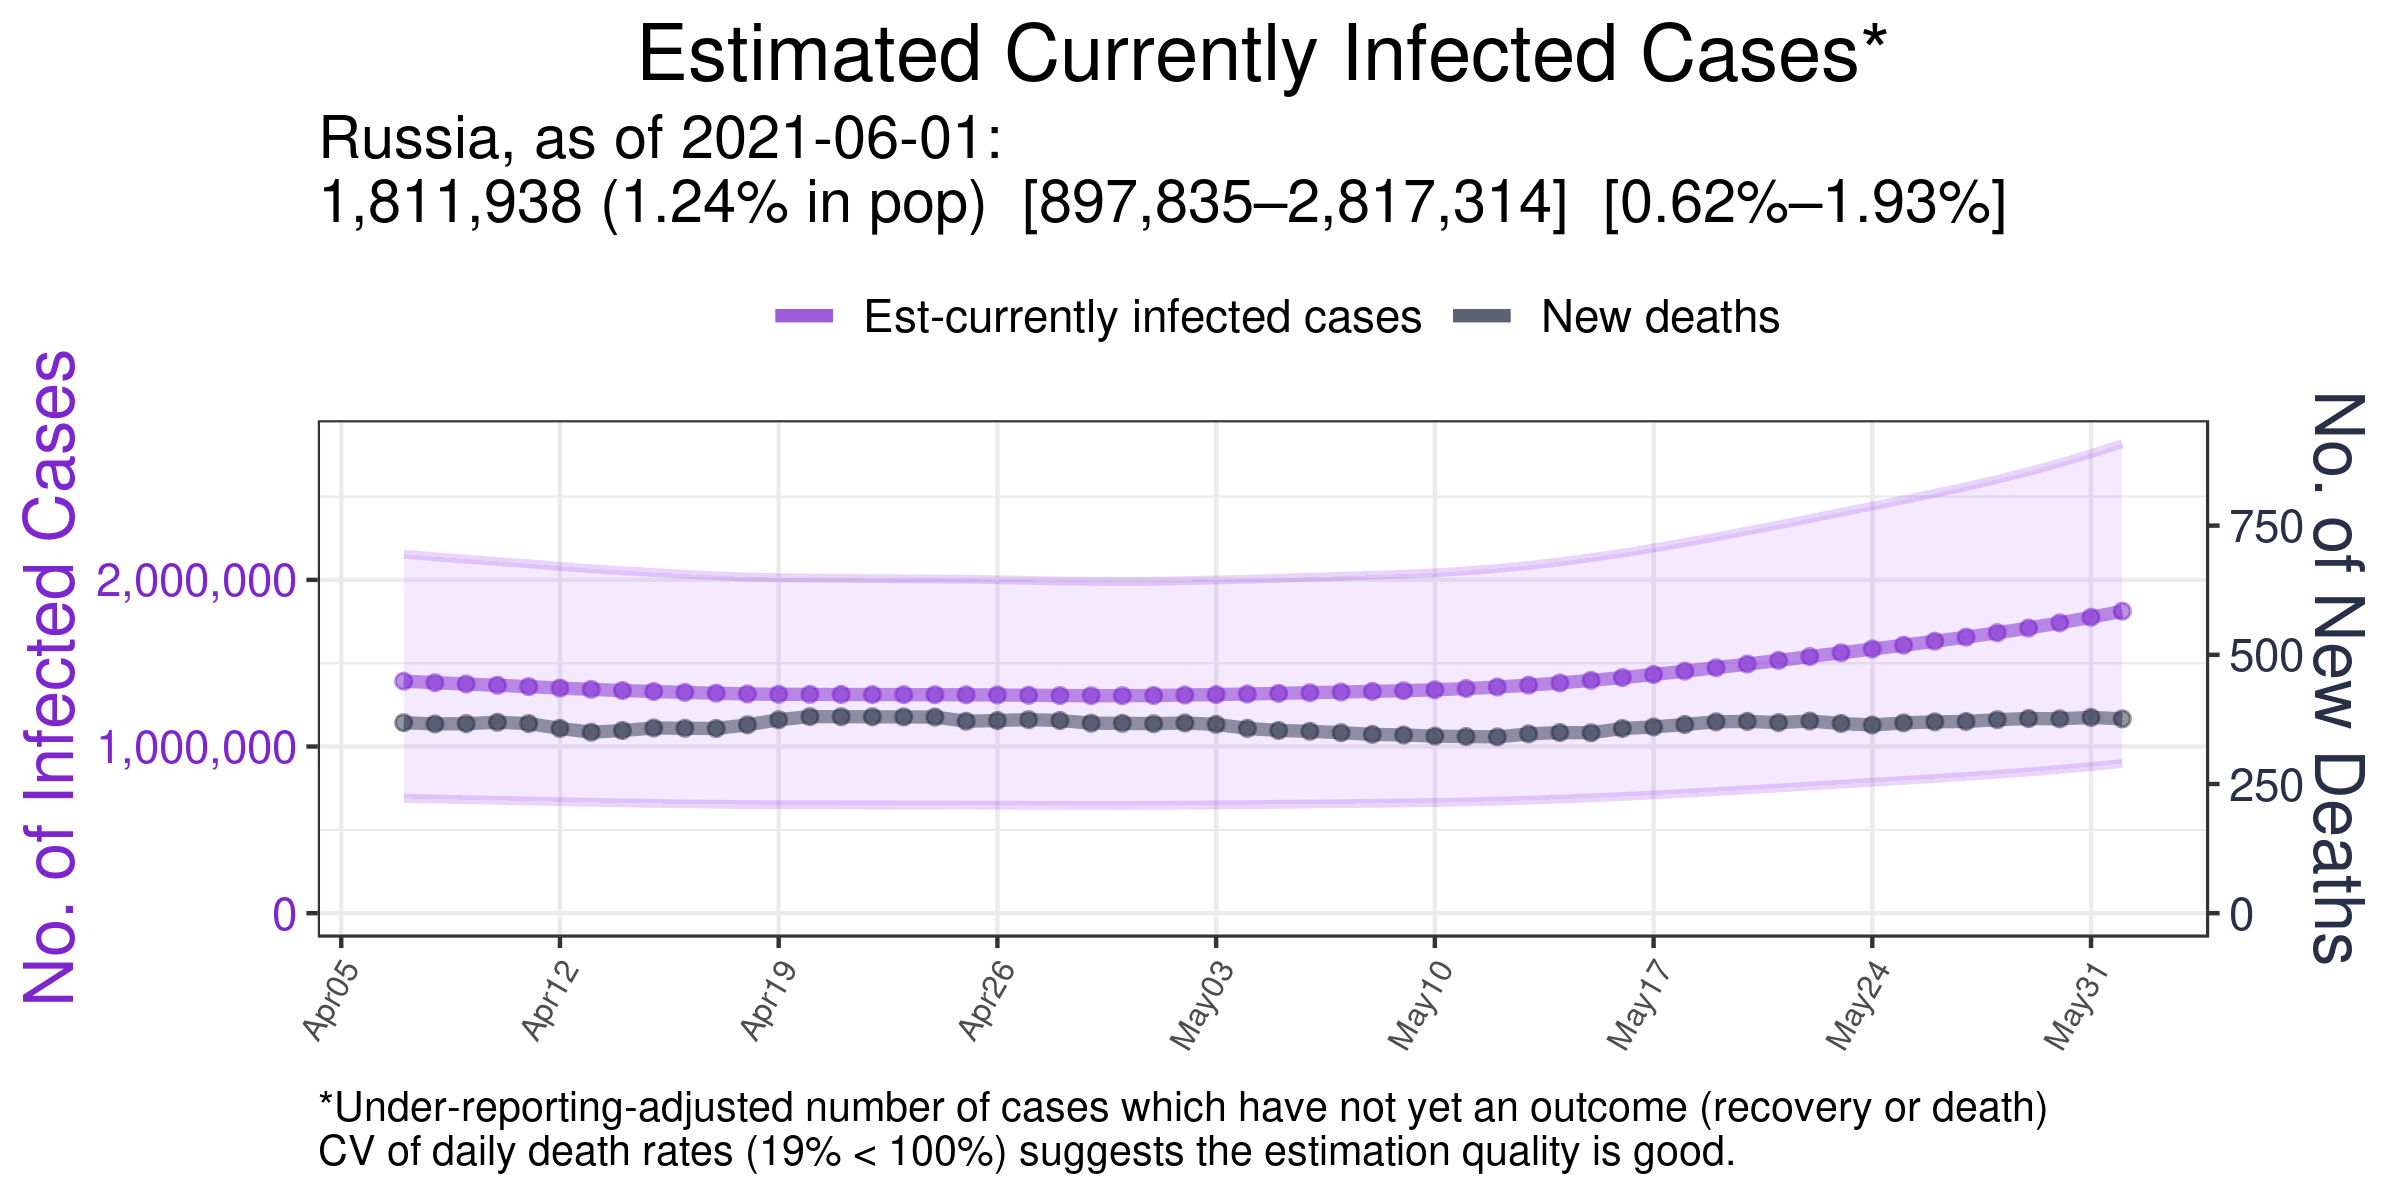 Estimated Currently Infected Cases*
Russia, as of 2021-06-01:
1,811,938 (1.24% in pop)  [897,835–2,817,314]  [0.62%–1.93%]
Est-currently infected cases
New deaths
No. of Infected Cases
2,000,000
1,000,000
0
No. of New Deaths
750
500
250
0
Apr05
Apr12
Apr19
Apr26
May03
May10
May17
May24
May31
*Under-reporting-adjusted number of cases which have not yet an outcome (recovery or death)
CV of daily death rates (19% < 100%) suggests the estimation quality is good.